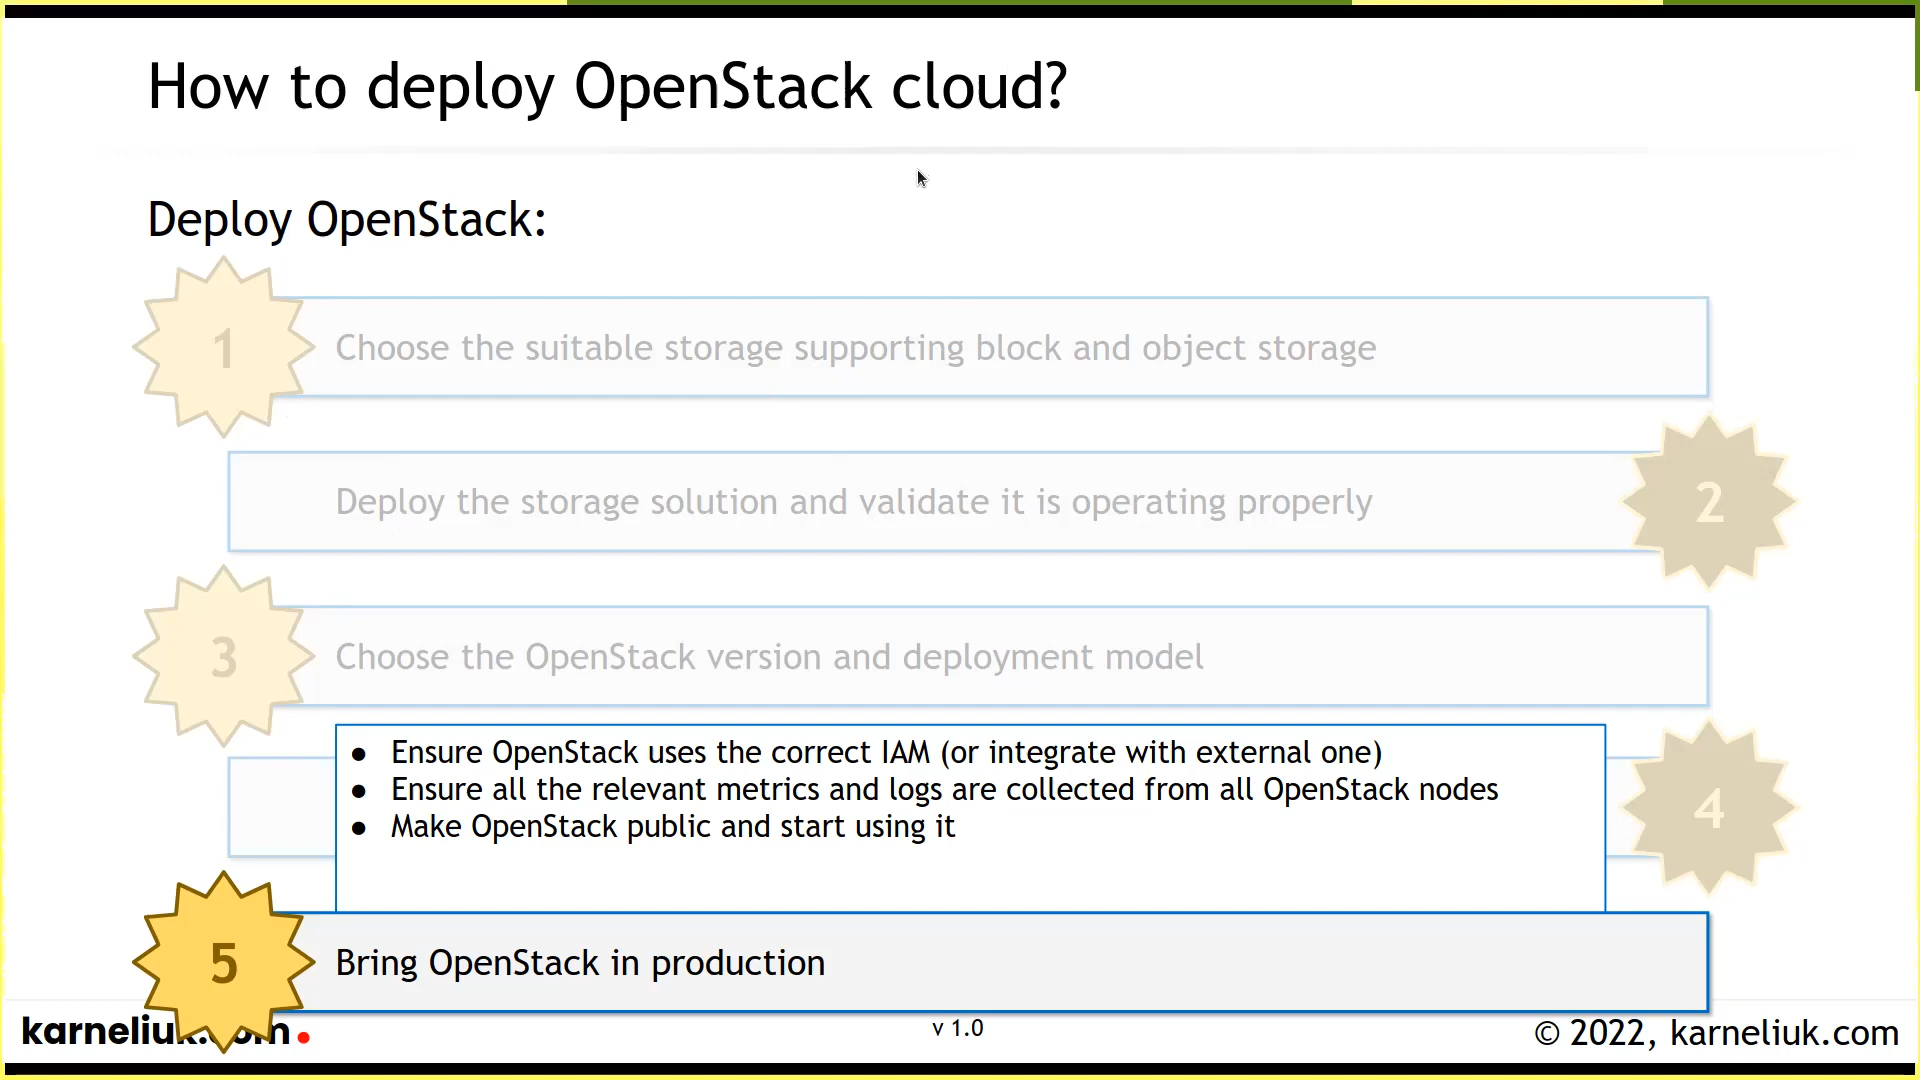 How to deploy OpenStack cloud?
Deploy OpenStack:
1
Choose the suitable storage supporting block and object storage
Deploy the storage solution and validate it is operating properly
2
3
Choose the OpenStack version and deployment model
● Ensure OpenStack uses the correct IAM (or integrate with external one)
● Ensure all the relevant metrics and logs are collected from all OpenStack nodes
● Make OpenStack public and start using it
4
5
Bring OpenStack in production
karneliuk.com
v 1.0
© 2022, karneliuk.com